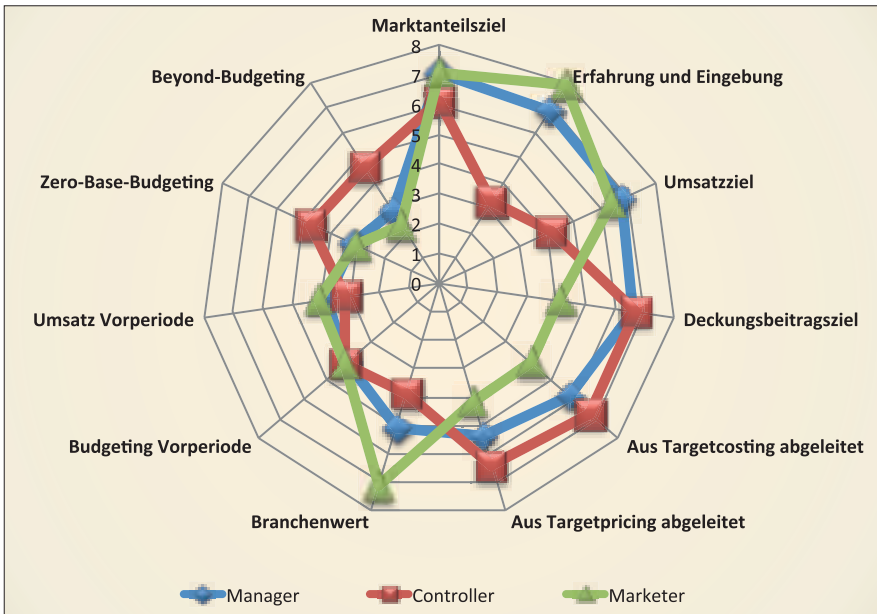 Marktanteilsziel
8
7
6
5
4
3
2
1
0
Erfahrung und Eingebung
Umsatzziel
Deckungsbeitragsziel
Aus Targetcosting abgeleitet
Aus Targetpricing abgeleitet
Branchenwert
Budgeting Vorperiode
Umsatz Vorperiode
Zero-Base-Budgeting
Beyond-Budgeting
Manager
Controller
Marketer